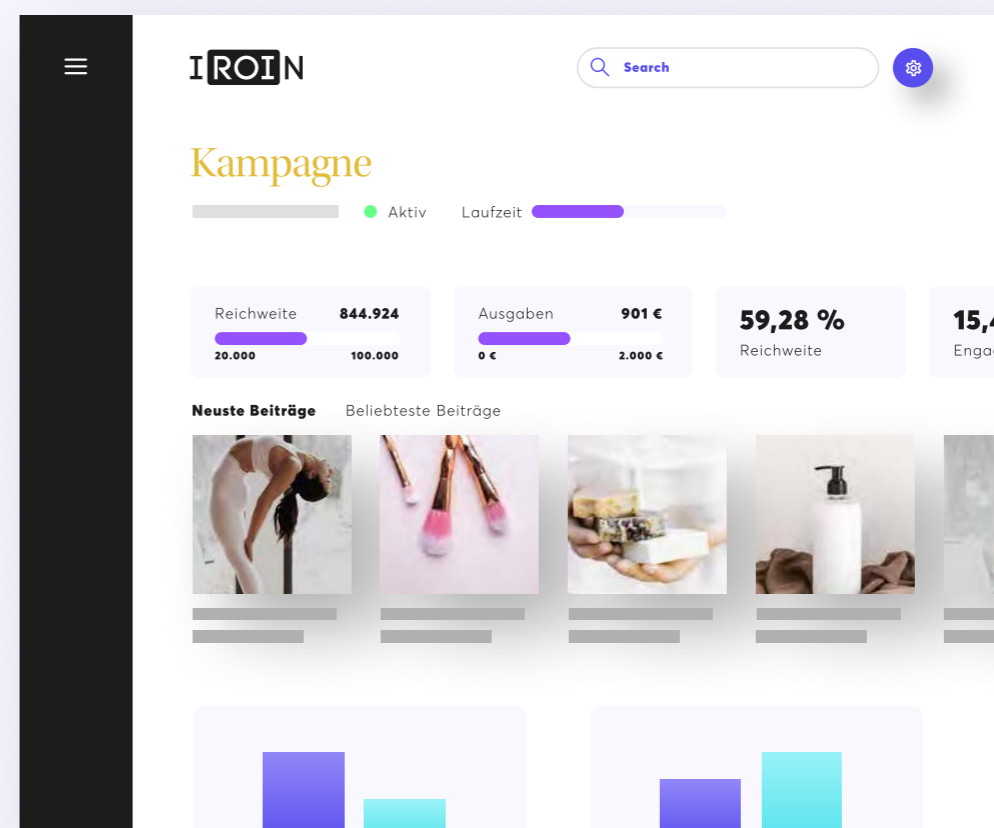 IROIN
Search
Kampagne
Aktiv Laufzeit
Reichweite 844.924
20.000 100.000
Ausgaben 901 €
0 € 2.000 €
59,28 %
Reichweite
Neuste Beiträge Beliebteste Beiträge